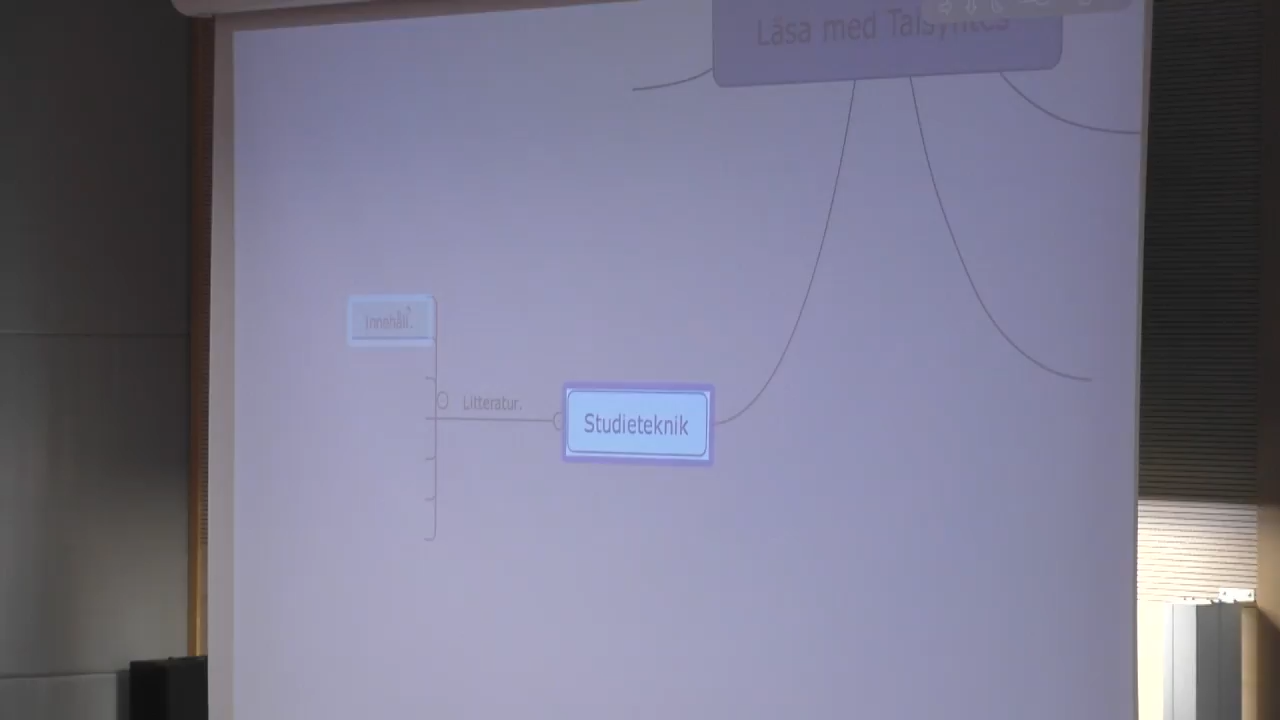 Läsa med Talsyntes
Innehåll.
Litteratur.
Studieteknik